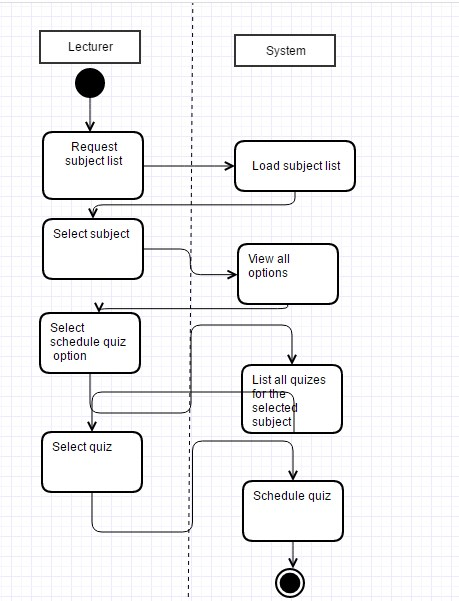 Lecturer
System
Request
subject list
Load subject list
Select subject
View all
options
Select
schedule quiz
option
List all quizes
for the
selected
subject
Select quiz
Schedule quiz